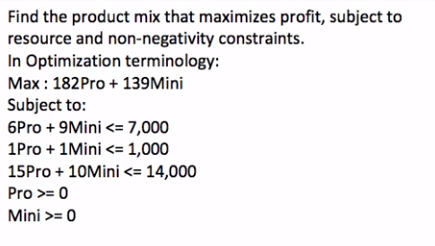 Find the product mix that maximizes profit, subject to
resource and non-negativity constraints.
In Optimization terminology:
Max : 182Pro + 139Mini
Subject to:
6Pro + 9Mini <= 7,000
1Pro + 1Mini <= 1,000
15Pro + 10Mini <= 14,000
Pro >= 0
Mini >= 0